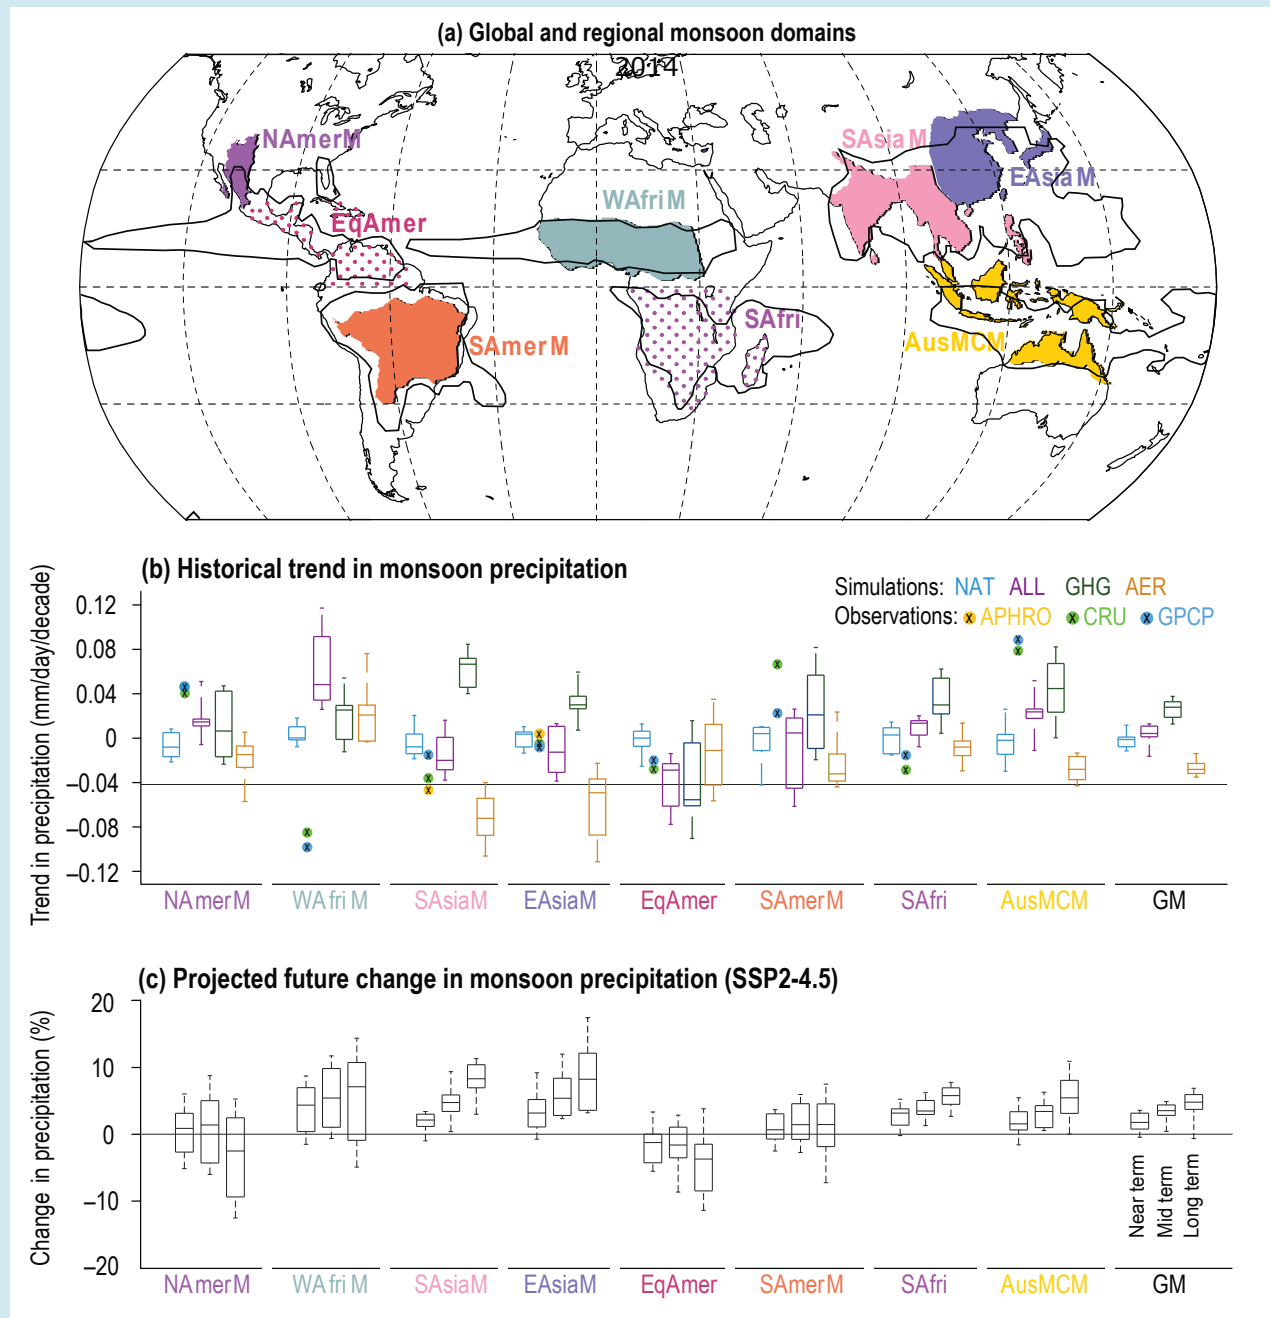 (a) Global and regional monsoon domains
2014
NAmerM
SAsiaM
EAsiaM
WAfriM
EqAmer
SAfri
SAmerM
AusMCM
(b) Historical trend in monsoon precipitation
Simulations: NAT ALL GHG AER
Observations: APHRO CRU GPCP
Trend in precipitation (mm/day/decade)
0.12
0.08
0.04
0
–0.04
–0.08
–0.12
NAmerM WAfriM SAsiaM EAsiaM EqAmer SAmerM SAfri AusMCM GM
(c) Projected future change in monsoon precipitation (SSP2-4.5)
Change in precipitation (%)
20
10
0
–10
–20
Near term
Mid term
Long term
NAmerM WAfriM SAsiaM EAsiaM EqAmer SAmerM SAfri AusMCM GM